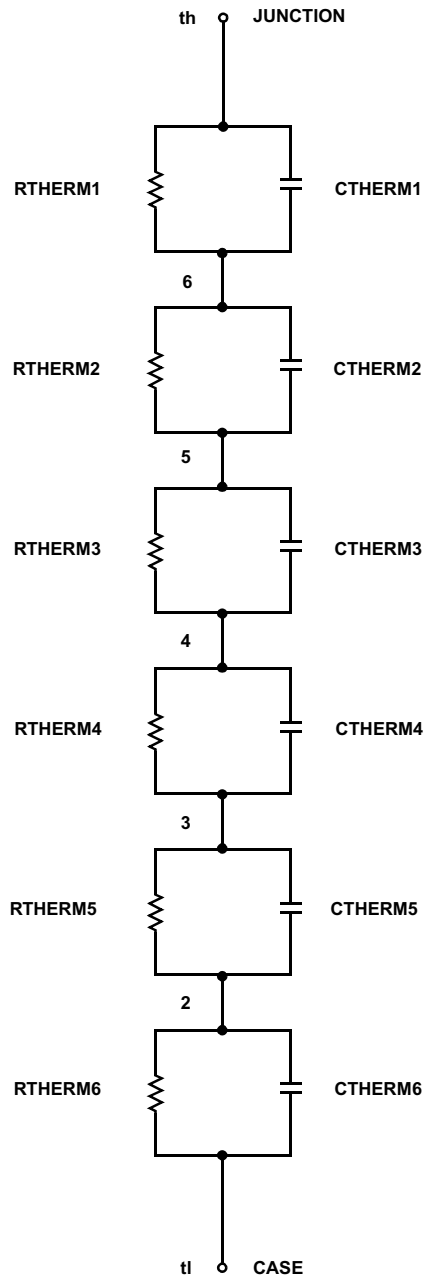 th JUNCTION
RTHERM1 CTHERM1
6
RTHERM2 CTHERM2
5
RTHERM3 CTHERM3
4
RTHERM4 CTHERM4
3
RTHERM5 CTHERM5
2
RTHERM6 CTHERM6
tl CASE